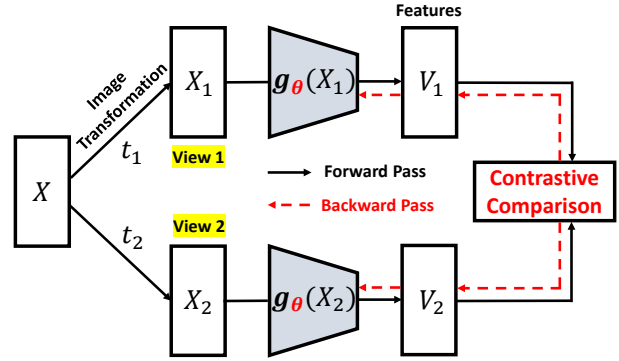 Features
Image
Transformation
t₁
X₁
g_θ(X₁)
V₁
View 1
X
Forward Pass
Backward Pass
Contrastive
Comparison
View 2
t₂
X₂
g_θ(X₂)
V₂